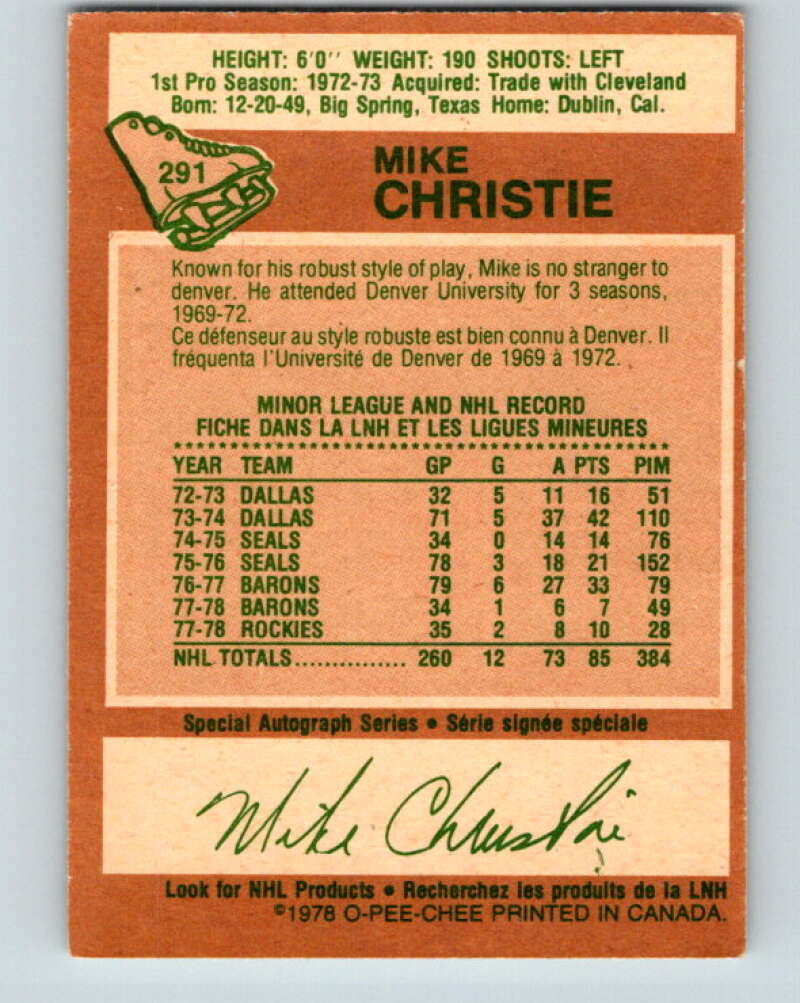 HEIGHT: 6'0'' WEIGHT: 190 SHOOTS: LEFT
1st Pro Season: 1972-73 Acquired: Trade with Cleveland
Born: 12-20-49, Big Spring, Texas Home: Dublin, Cal.
291
MIKE
CHRISTIE
Known for his robust style of play, Mike is no stranger to
denver. He attended Denver University for 3 seasons,
1969-72.
Ce défenseur au style robuste est bien connu à Denver. Il
fréquenta l'Université de Denver de 1969 à 1972.
MINOR LEAGUE AND NHL RECORD
FICHE DANS LA LNH ET LES LIGUES MINEURES
YEAR TEAM GP G A PTS PIM
72-73 DALLAS 32 5 11 16 51
73-74 DALLAS 71 5 37 42 110
74-75 SEALS 34 0 14 14 76
75-76 SEALS 78 3 18 21 152
76-77 BARONS 79 6 27 33 79
77-78 BARONS 34 1 6 7 49
77-78 ROCKIES 35 2 8 10 28
NHL TOTALS............... 260 12 73 85 384
Special Autograph Series • Série signée spéciale
Mike Christie
Look for NHL Products • Recherchez les produits de la LNH
©1978 O-PEE-CHEE PRINTED IN CANADA.